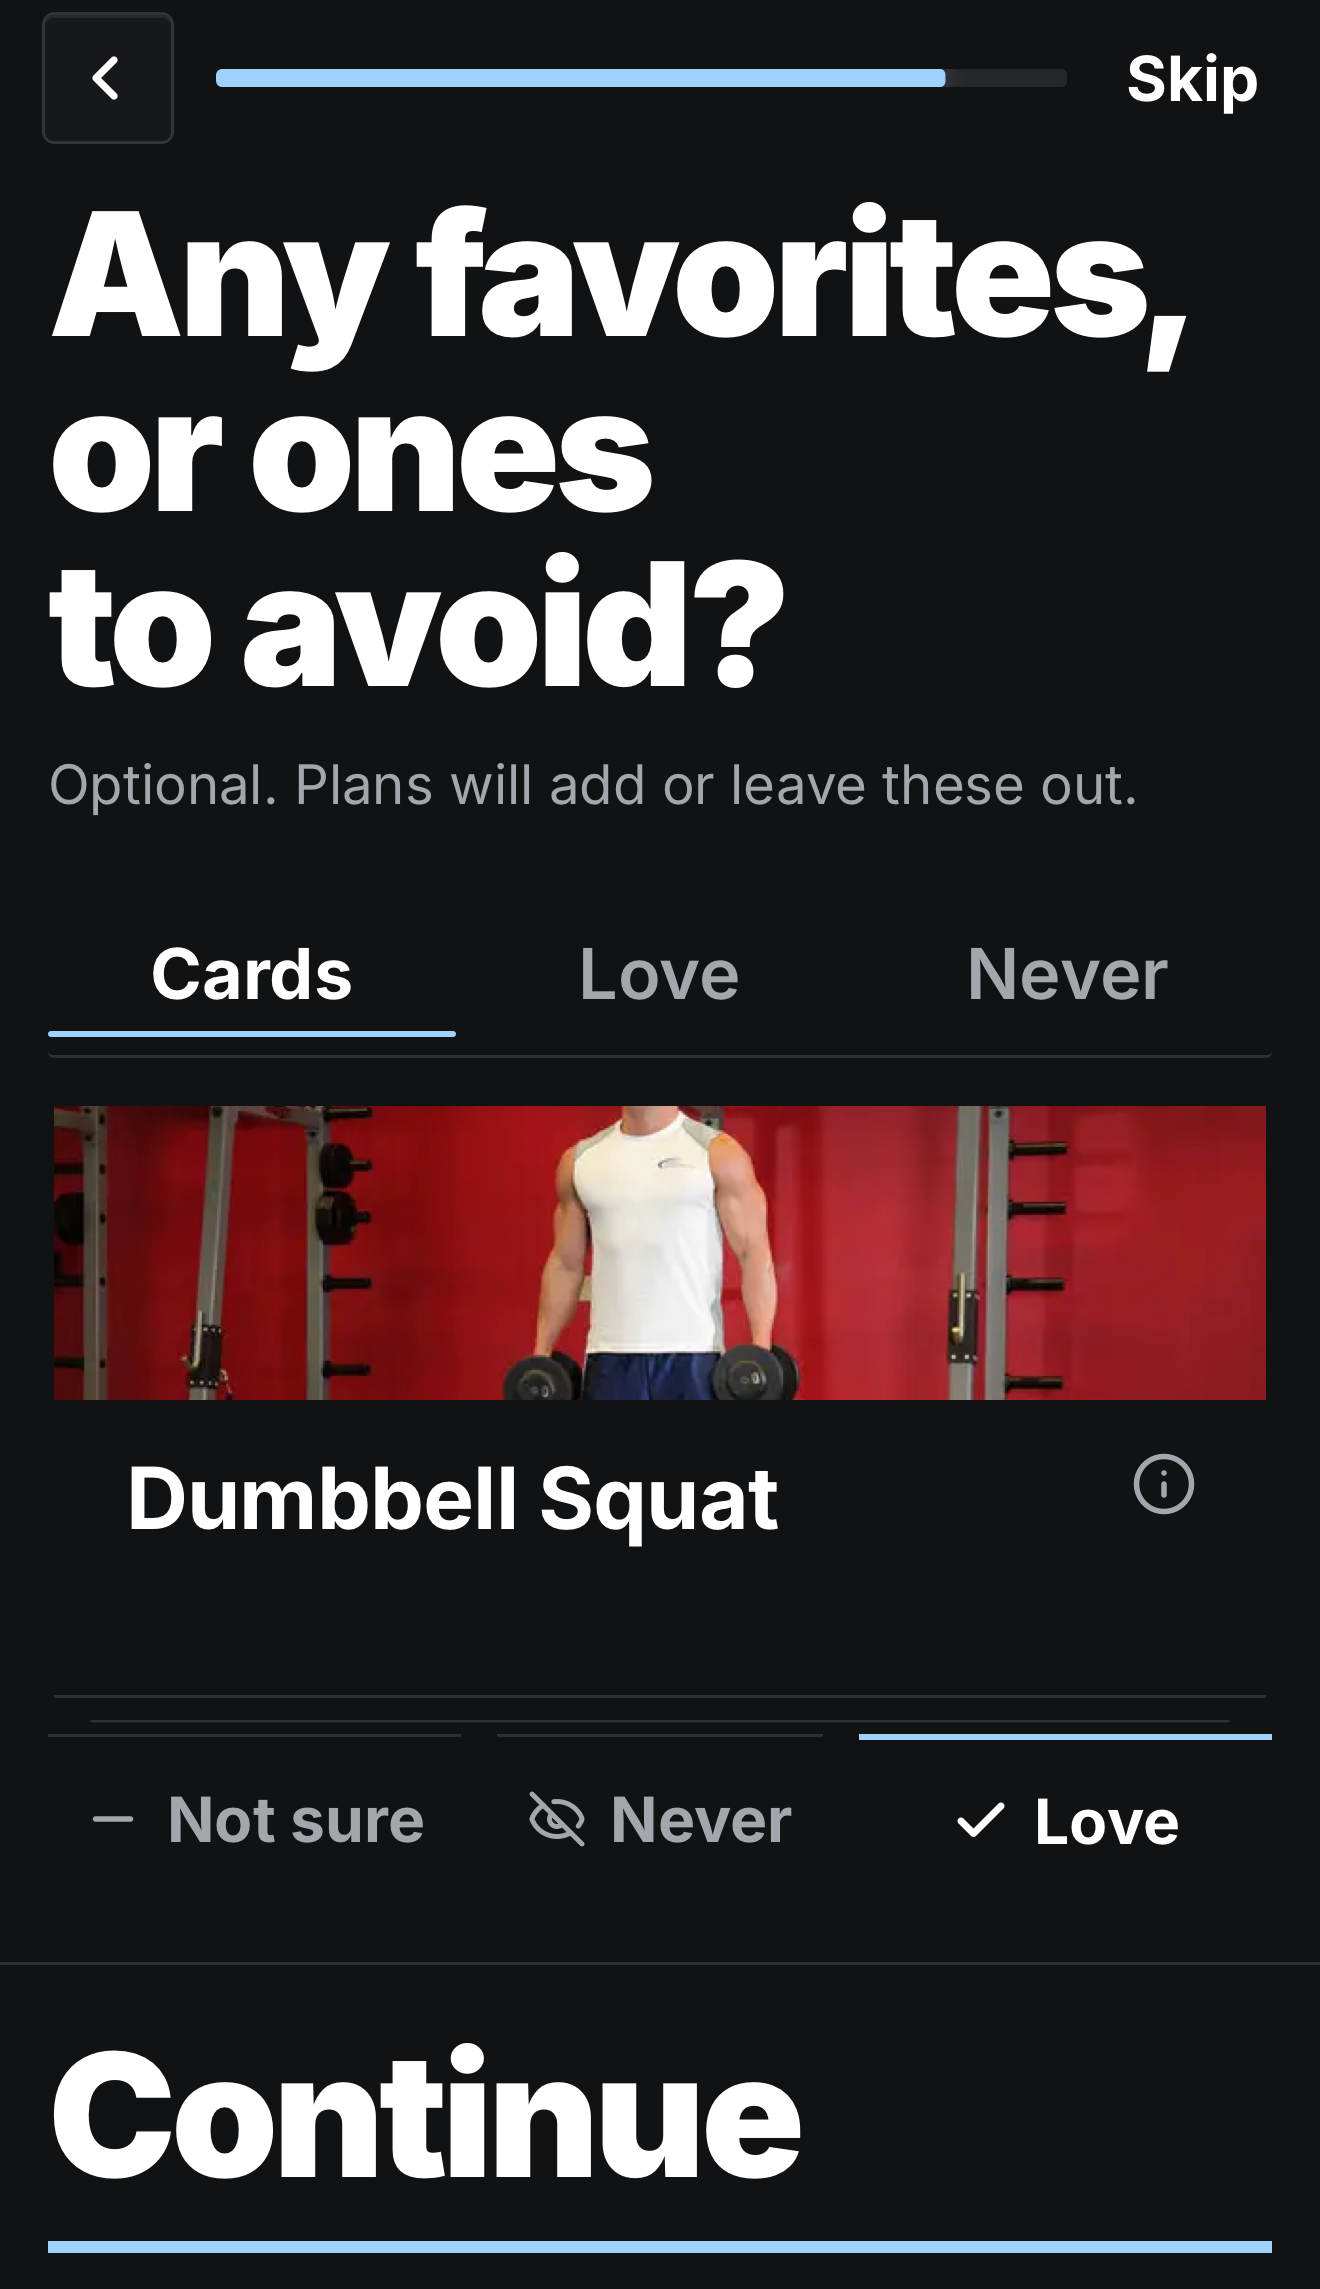 Skip
Any favorites,
or ones
to avoid?
Optional. Plans will add or leave these out.
Cards Love Never
Dumbbell Squat
Not sure Never Love
Continue